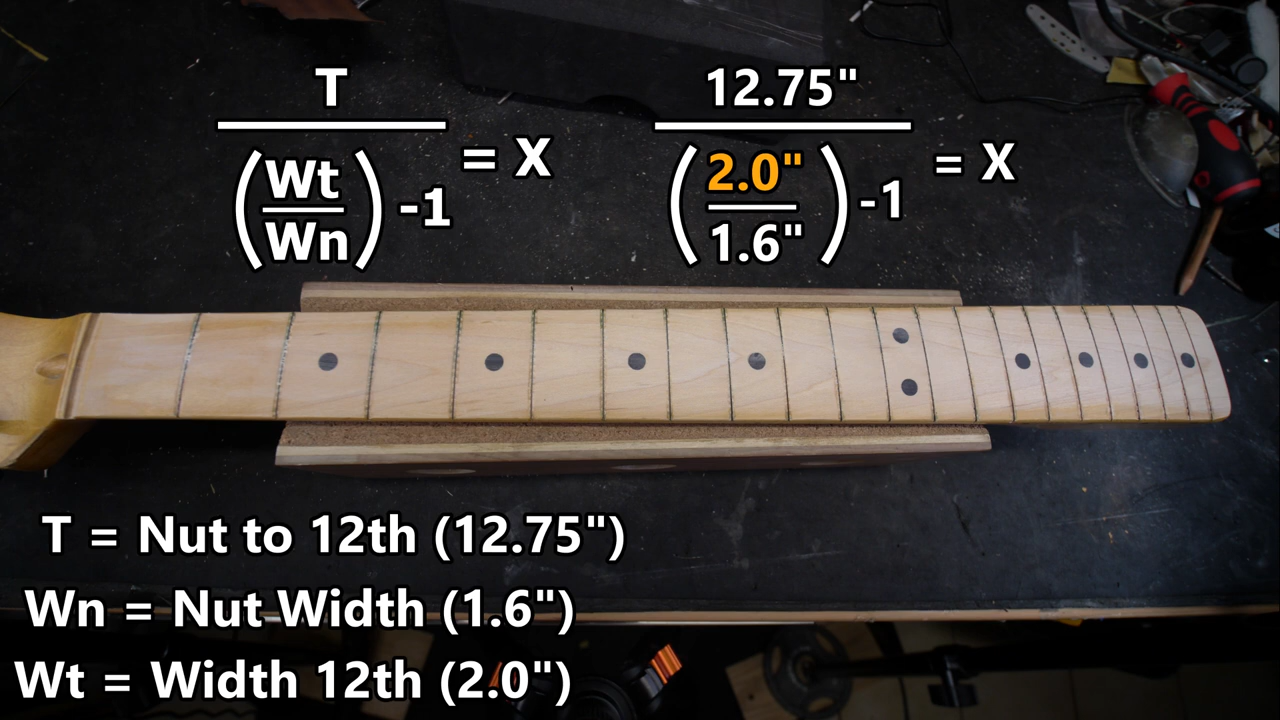 T
(Wt
Wn) -1 = X
12.75"
(2.0"
1.6") -1 = X
T = Nut to 12th (12.75")
Wn = Nut Width (1.6")
Wt = Width 12th (2.0")